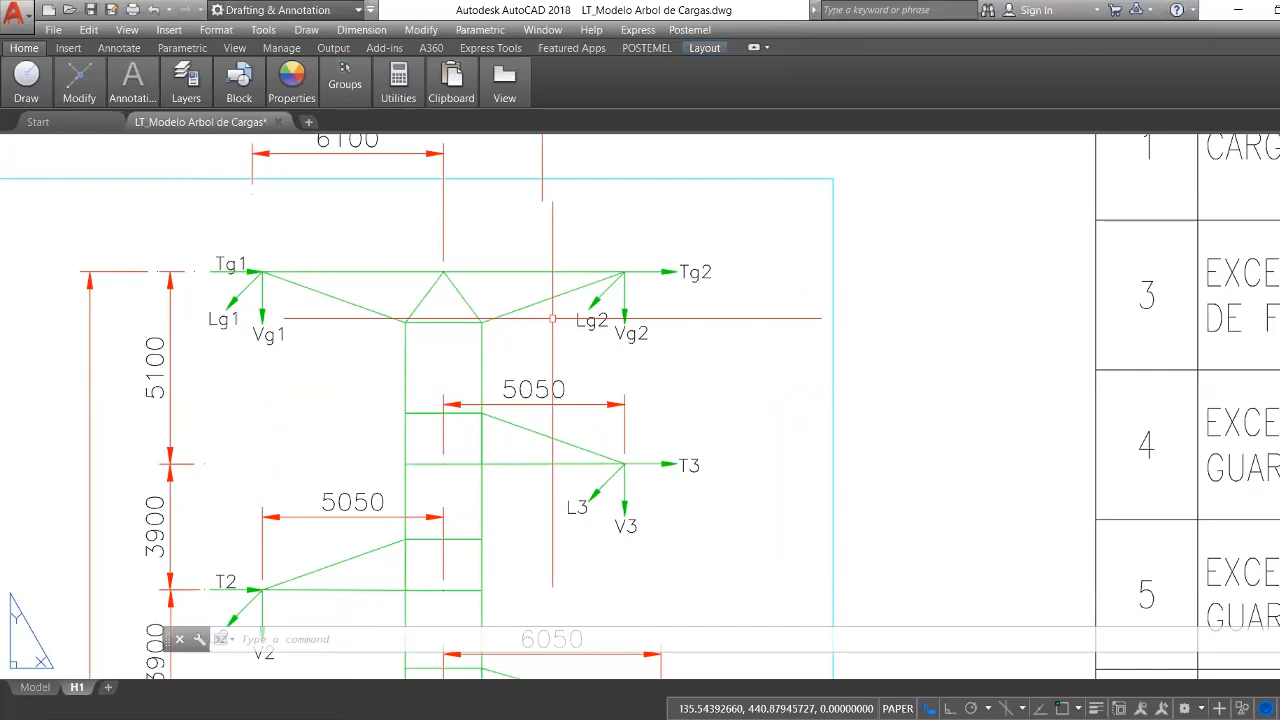 Drafting & Annotation
Autodesk AutoCAD 2018 LT_Modelo Arbol de Cargas.dwg
Type a keyword or phrase
Sign In
File Edit View Insert Format Tools Draw Dimension Modify Parametric Window Help Express Postemel
Home Insert Annotate Parametric View Manage Output Add-ins A360 Express Tools Featured Apps POSTEMEL Layout
Draw Modify Annotati... Layers Block Properties Groups Utilities Clipboard View
Start LT_Modelo Arbol de Cargas*
6100
1 CARG
Tg1
Tg2
Lg1
Vg1
Lg2
Vg2
3 EXCE
DE F
5100
5050
T3
L3
V3
4 EXCE
GUAR
5050
3900
T2
V2
5 EXCE
GUAR
3900
6050
Type a command
Y
X
Model H1
135.54392660, 440.87945727, 0.00000000 PAPER